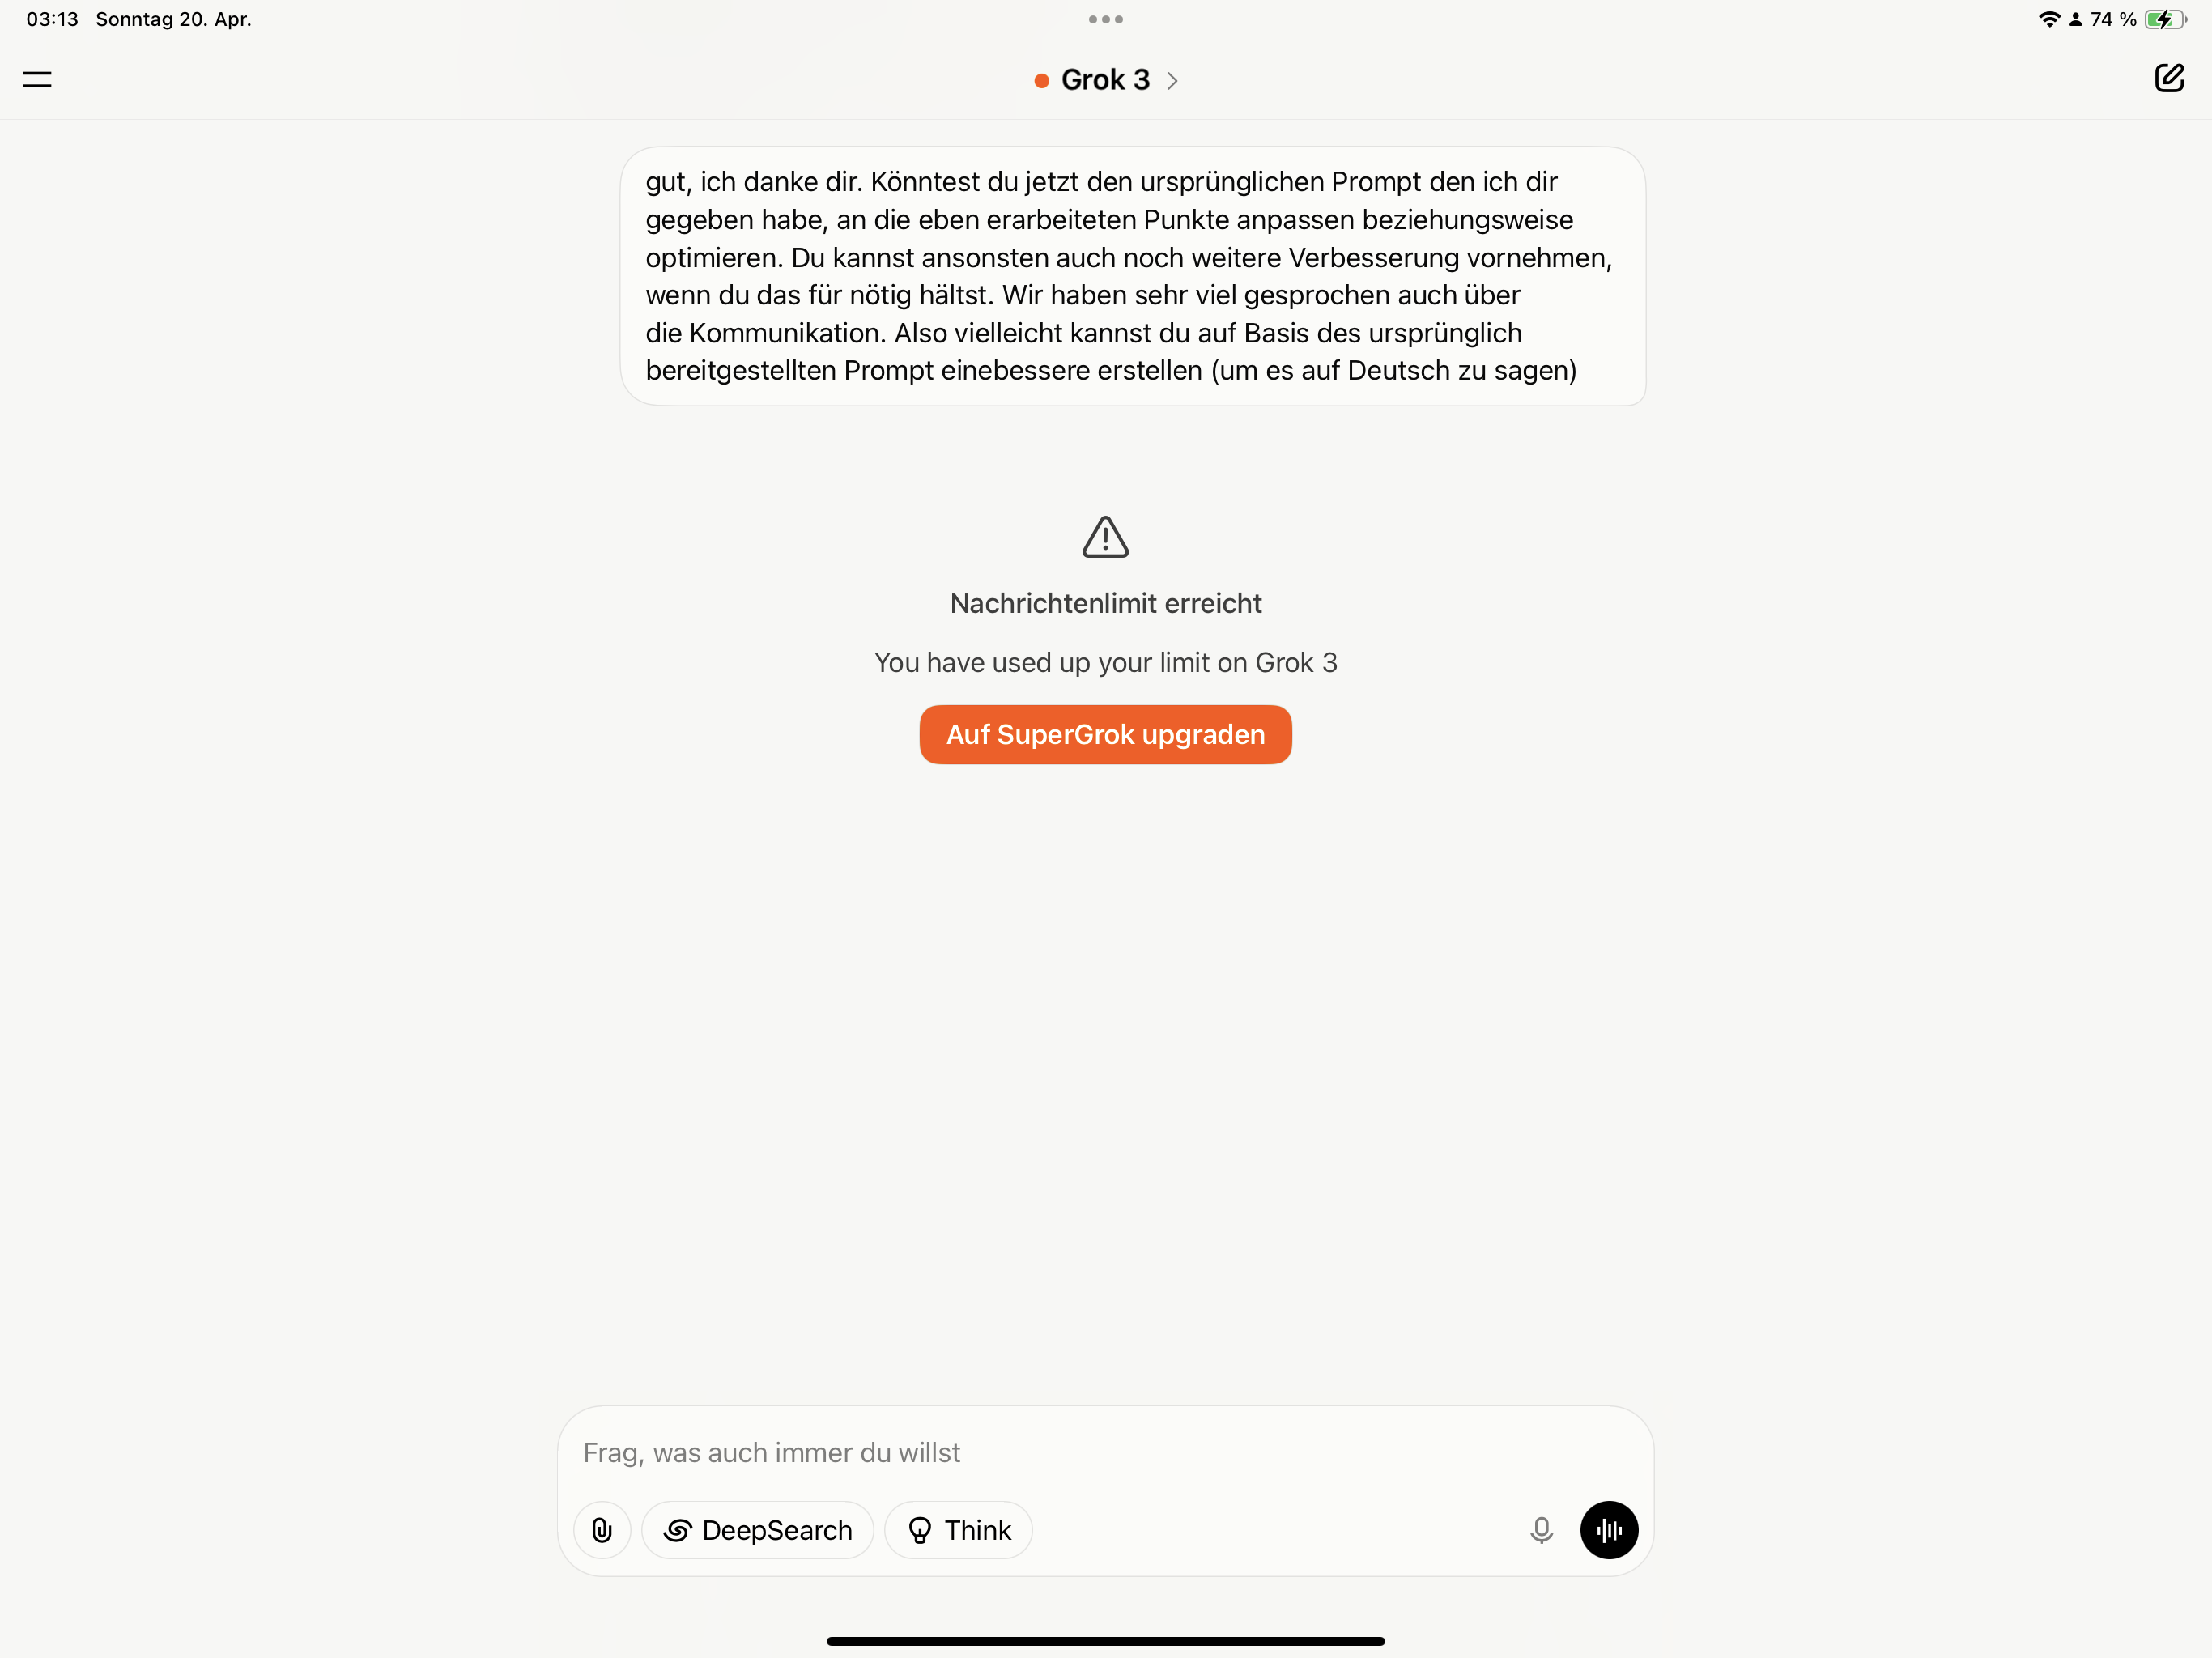 03:13 Sonntag 20. Apr.
74 %
Grok 3
gut, ich danke dir. Könntest du jetzt den ursprünglichen Prompt den ich dir
gegeben habe, an die eben erarbeiteten Punkte anpassen beziehungsweise
optimieren. Du kannst ansonsten auch noch weitere Verbesserung vornehmen,
wenn du das für nötig hältst. Wir haben sehr viel gesprochen auch über
die Kommunikation. Also vielleicht kannst du auf Basis des ursprünglich
bereitgestellten Prompt einebessere erstellen (um es auf Deutsch zu sagen)
Nachrichtenlimit erreicht
You have used up your limit on Grok 3
Auf SuperGrok upgraden
Frag, was auch immer du willst
DeepSearch
Think